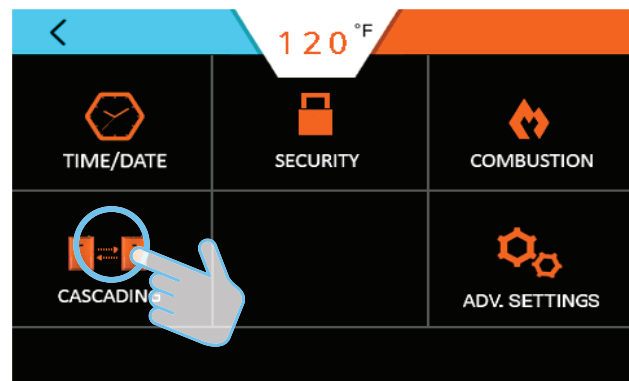 120 °F
TIME/DATE
SECURITY
COMBUSTION
CASCADING
ADV. SETTINGS